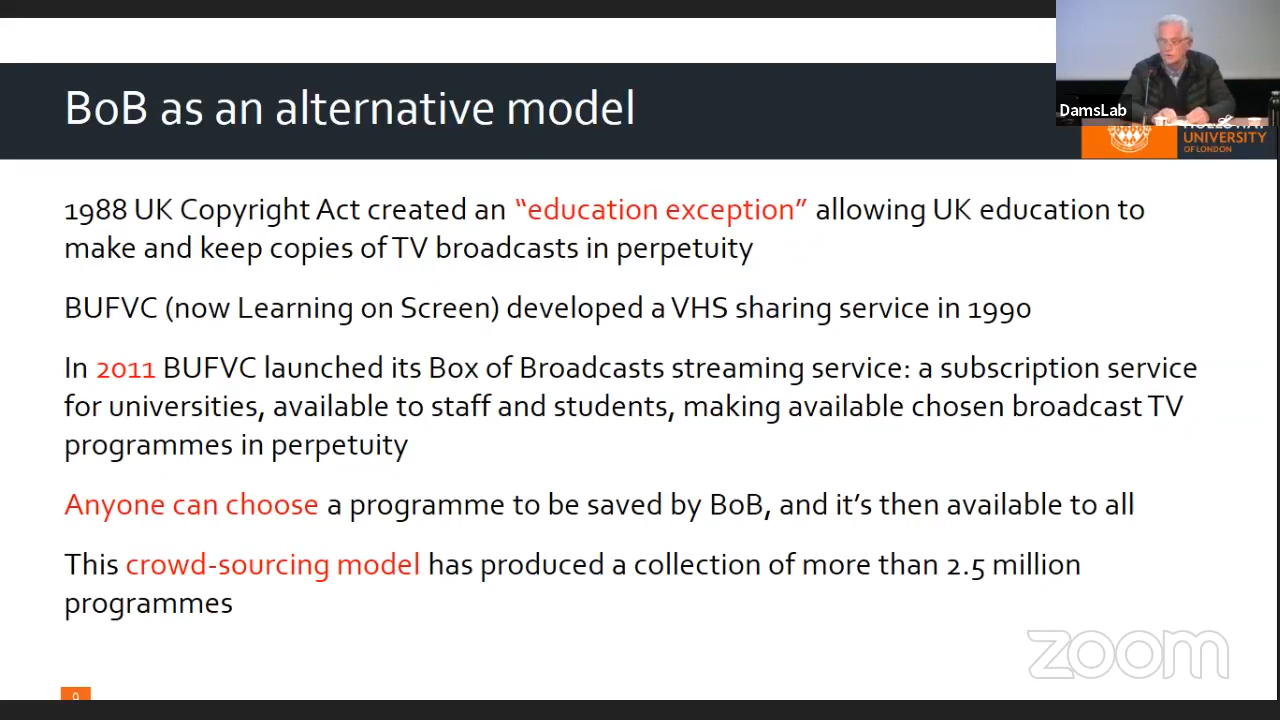 BoB as an alternative model
DamsLab
UNIVERSITY
OF LONDON
1988 UK Copyright Act created an “education exception” allowing UK education to
make and keep copies of TV broadcasts in perpetuity
BUFVC (now Learning on Screen) developed a VHS sharing service in 1990
In 2011 BUFVC launched its Box of Broadcasts streaming service: a subscription service
for universities, available to staff and students, making available chosen broadcast TV
programmes in perpetuity
Anyone can choose a programme to be saved by BoB, and it’s then available to all
This crowd-sourcing model has produced a collection of more than 2.5 million
programmes
zoom